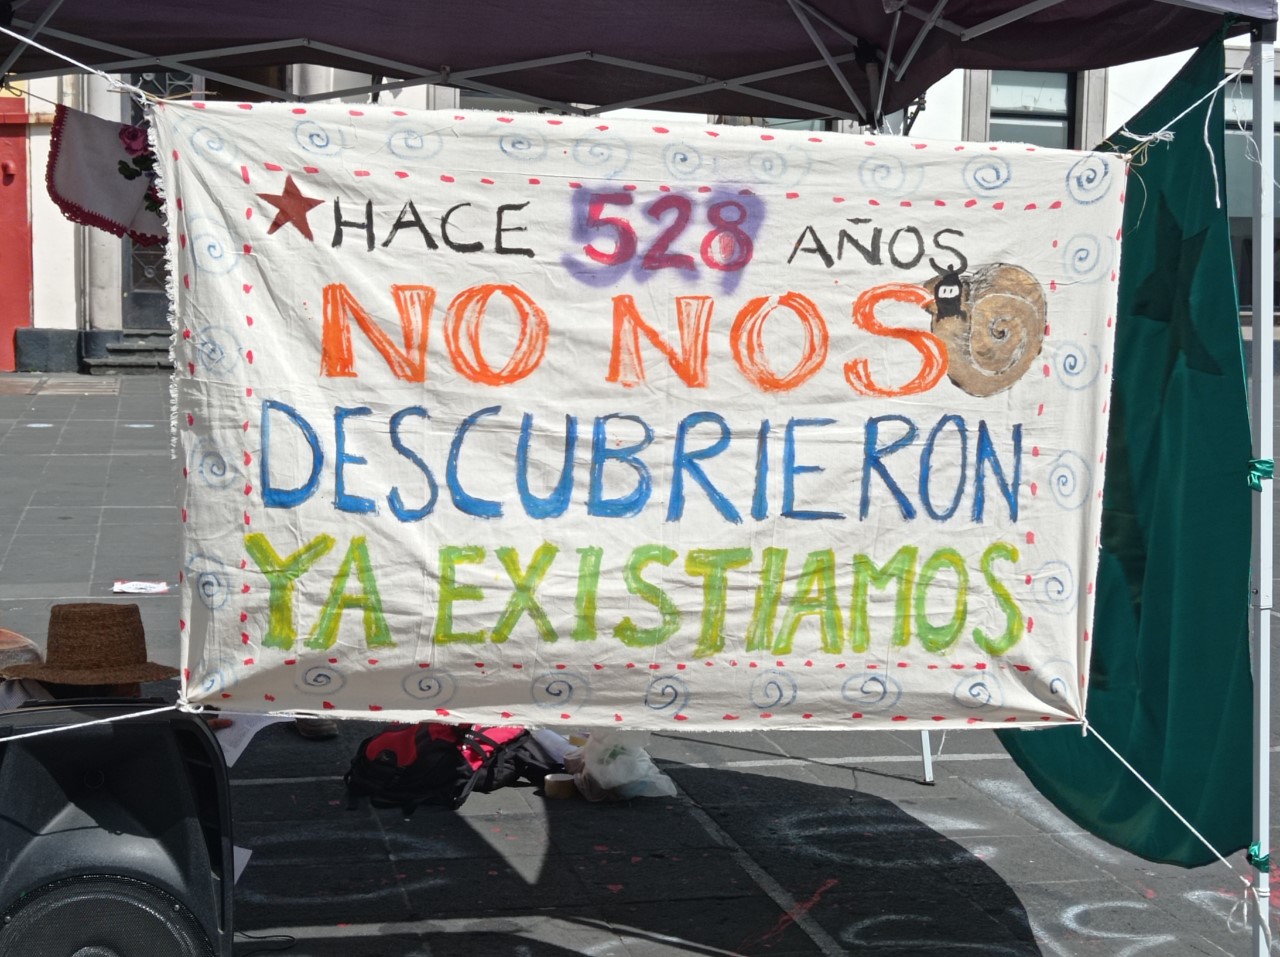 HACE 528 AÑOS
NO NOS
DESCUBRIERON
YA EXISTIAMOS